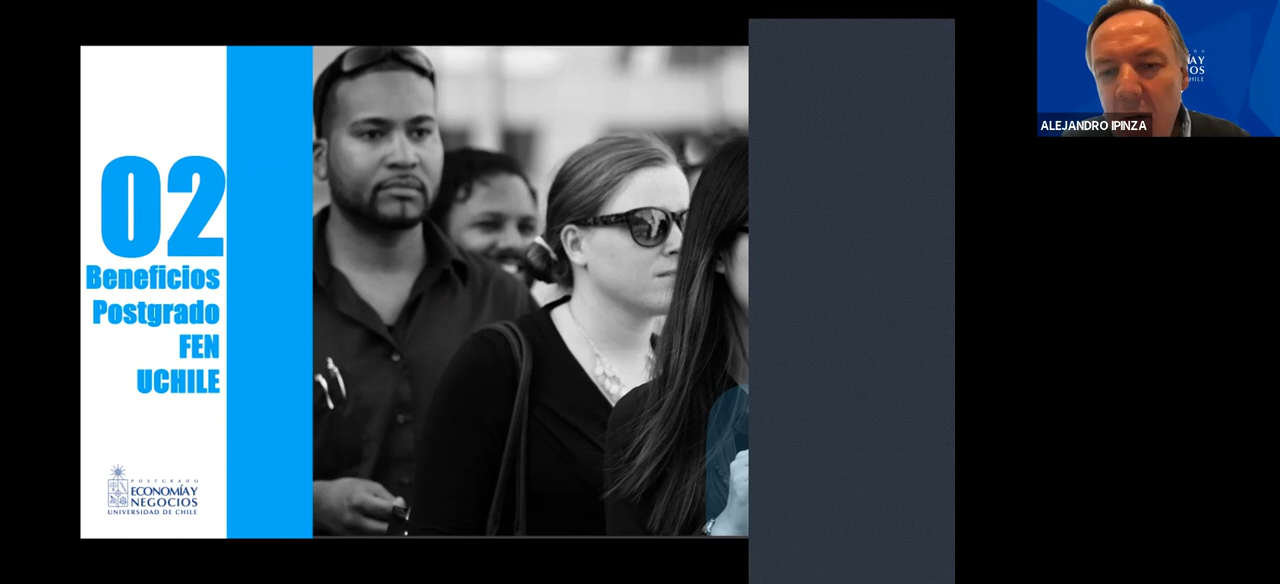 02
Beneficios
Postgrado
FEN
UCHILE
POSTGRADO
ECONOMÍA Y
NEGOCIOS
UNIVERSIDAD DE CHILE
ALEJANDRO IPINZA